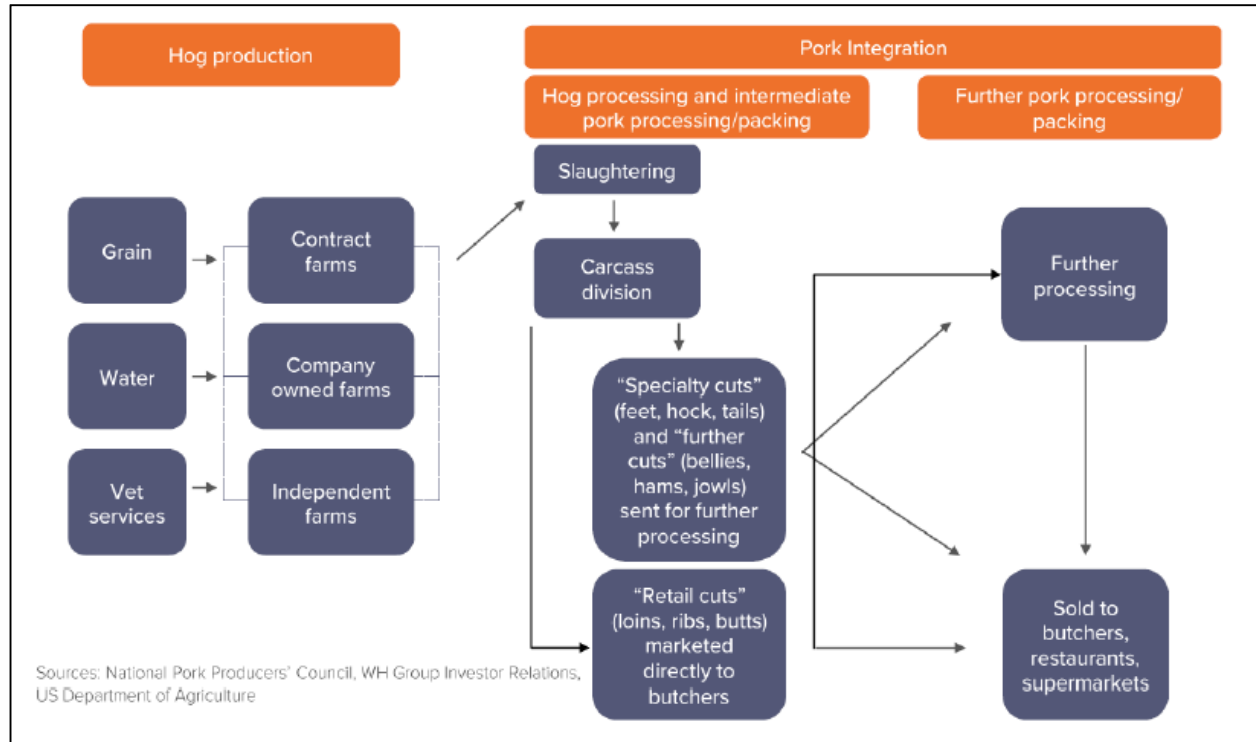 Hog production
Pork Integration
Hog processing and intermediate
pork processing/packing
Further pork processing/
packing
Slaughtering
Grain
Contract
farms
Carcass
division
Further
processing
Water
Company
owned farms
"Specialty cuts"
(feet, hock, tails)
and "further
cuts" (bellies,
hams, jowls)
sent for further
processing
Vet
services
Independent
farms
"Retail cuts"
(loins, ribs, butts)
marketed
directly to
butchers
Sold to
butchers,
restaurants,
supermarkets
Sources: National Pork Producers' Council, WH Group Investor Relations,
US Department of Agriculture